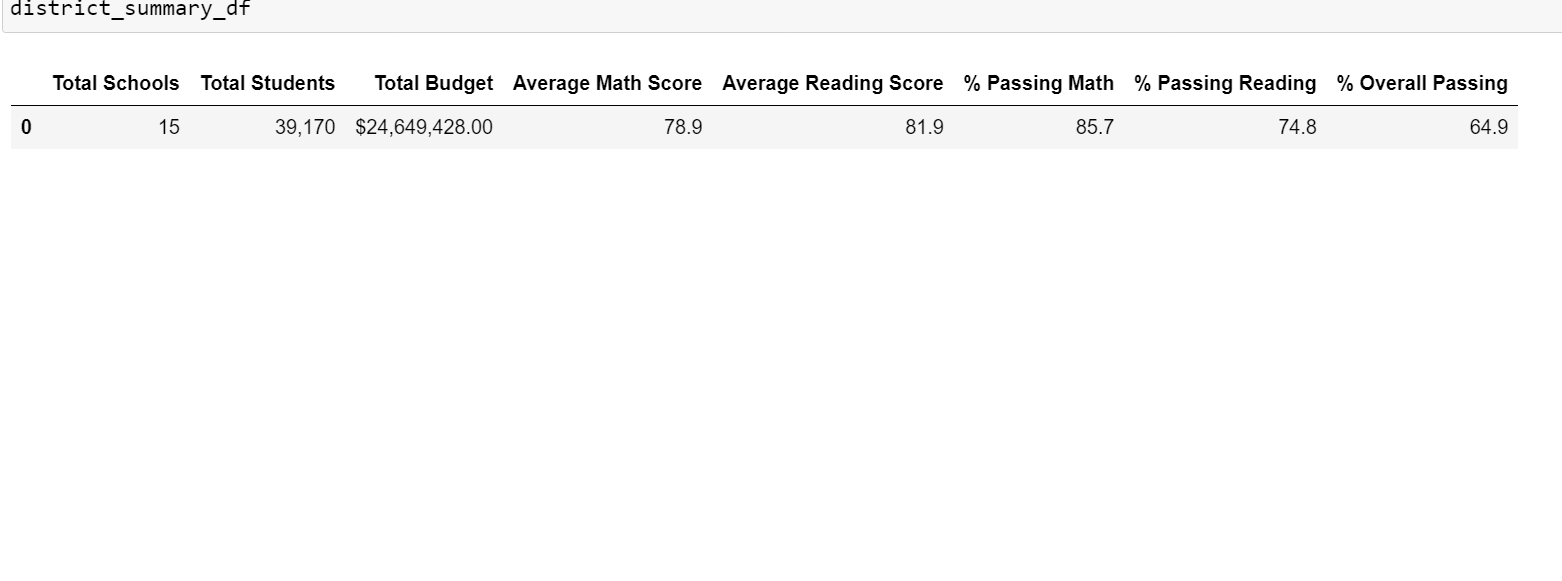 district_summary_df
Total Schools Total Students Total Budget Average Math Score Average Reading Score % Passing Math % Passing Reading % Overall Passing
0 15 39,170 $24,649,428.00 78.9 81.9 85.7 74.8 64.9